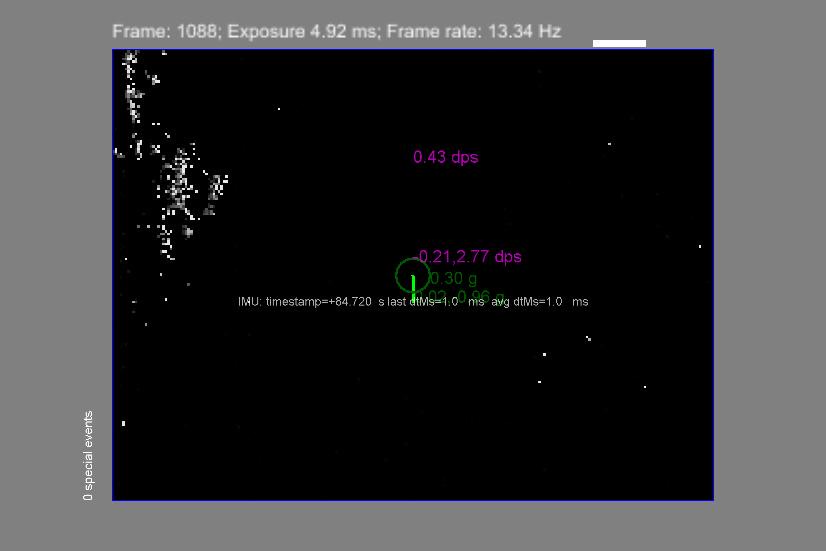 Frame: 1088; Exposure 4.92 ms; Frame rate: 13.34 Hz
0.43 dps
-0.21,2.77 dps
0.30 g
0.96 g
IMU: timestamp=+84.720 s last dtMs=1.0 ms avg dtMs=1.0 ms
0 special events